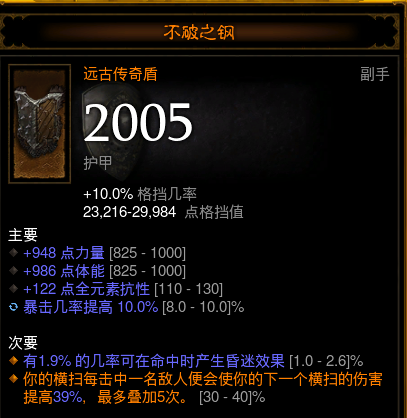 不破之钢
远古传奇盾 副手
2005
护甲
+10.0% 格挡几率
23,216-29,984 点格挡值
主要
+948 点力量 [825 - 1000]
+986 点体能 [825 - 1000]
+122 点全元素抗性 [110 - 130]
暴击几率提高 10.0% [8.0 - 10.0]%
次要
有1.9% 的几率可在命中时产生昏迷效果 [1.0 - 2.6]%
你的横扫每击中一名敌人便会使你的下一个横扫的伤害
提高39%，最多叠加5次。 [30 - 40]%